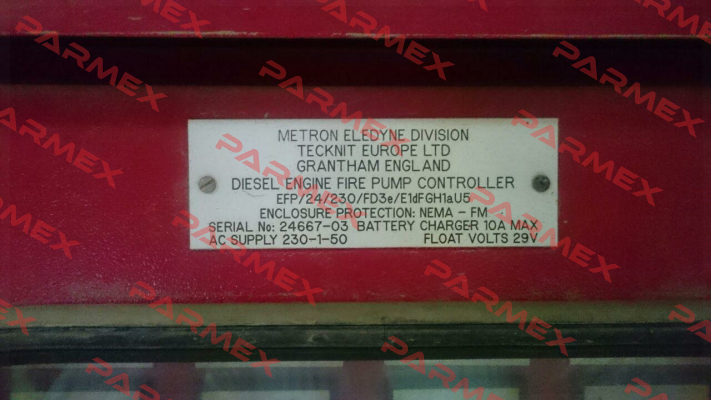 METRON ELEDYNE DIVISION
TECKNIT EUROPE LTD
GRANTHAM ENGLAND
DIESEL ENGINE FIRE PUMP CONTROLLER
EFP/24/230/FD3e/E1dFGH1aU5
ENCLOSURE PROTECTION: NEMA - FM
SERIAL No: 24667-03 BATTERY CHARGER 10A MAX
AC SUPPLY 230-1-50 FLOAT VOLTS 29V
PARMEX